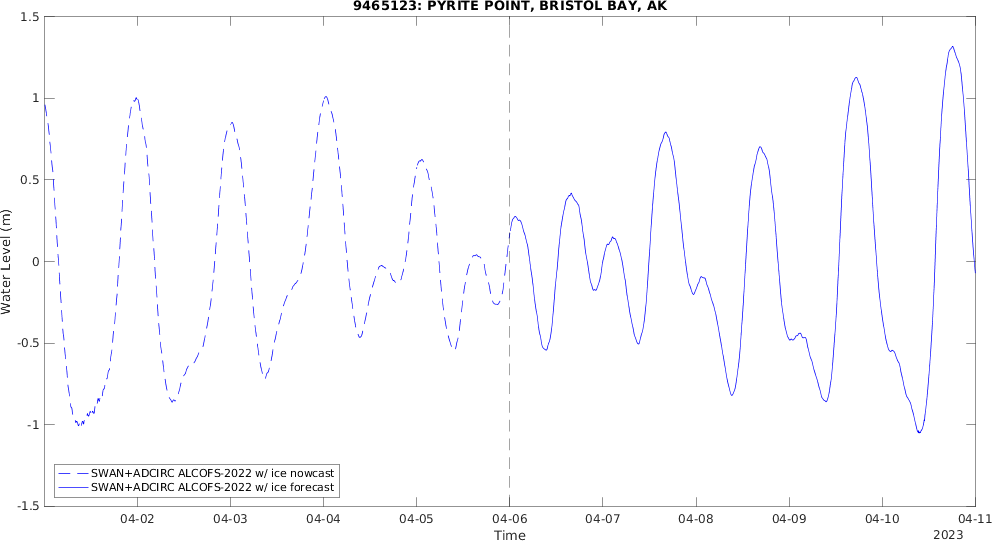 9465123: PYRITE POINT, BRISTOL BAY, AK
1.5
1
0.5
0
-0.5
-1
-1.5
Water Level (m)
SWAN+ADCIRC ALCOFS-2022 w/ ice nowcast
SWAN+ADCIRC ALCOFS-2022 w/ ice forecast
04-02 04-03 04-04 04-05 04-06 04-07 04-08 04-09 04-10 04-11
Time
2023